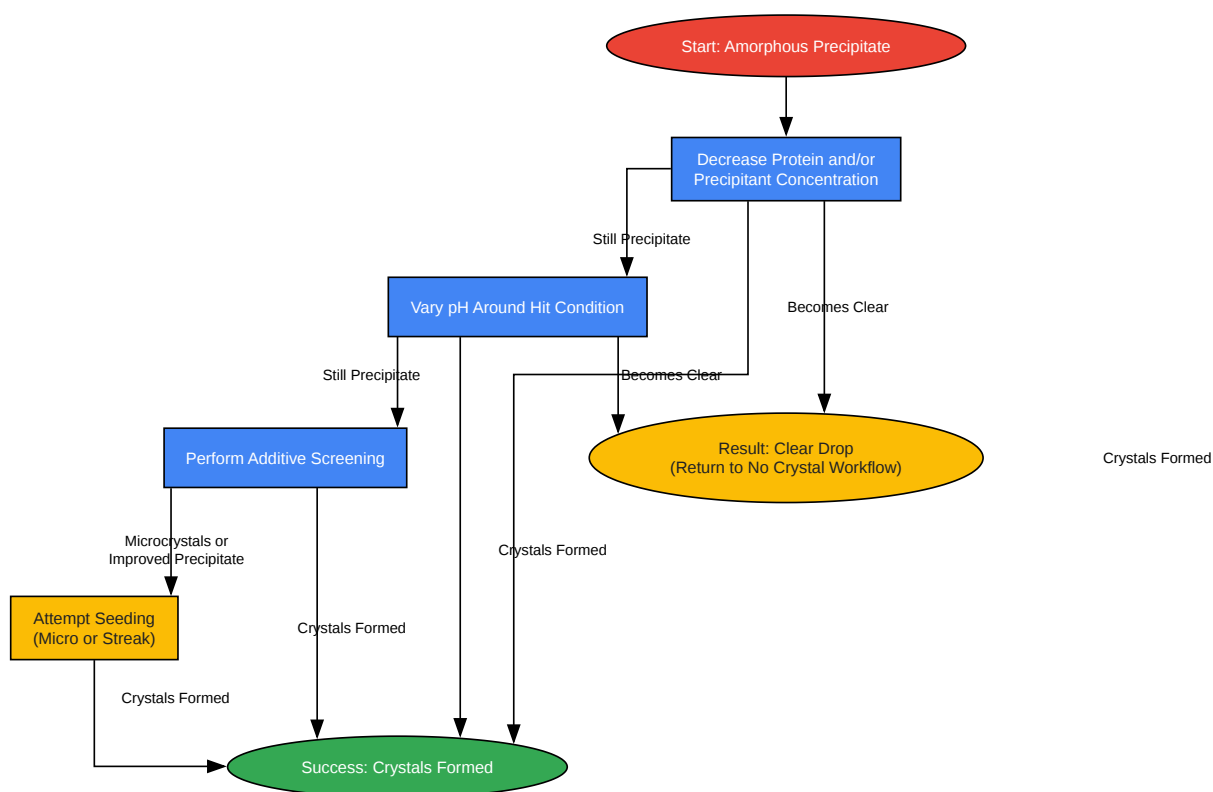 Start: Amorphous Precipitate
Decrease Protein and/or
Precipitant Concentration
Still Precipitate
Vary pH Around Hit Condition
Becomes Clear
Still Precipitate
Becomes Clear
Perform Additive Screening
Result: Clear Drop
(Return to No Crystal Workflow)
Crystals Formed
Microcrystals or
Improved Precipitate
Crystals Formed
Attempt Seeding
(Micro or Streak)
Crystals Formed
Crystals Formed
Success: Crystals Formed